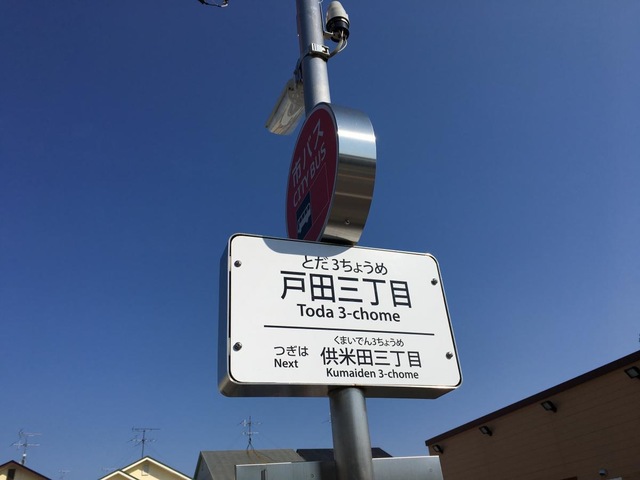 市バス
CITY BUS
とだ3ちょうめ
戸田三丁目
Toda 3-chome
くまいでん3ちょうめ
つぎは 供米田三丁目
Next Kumaiden 3-chome